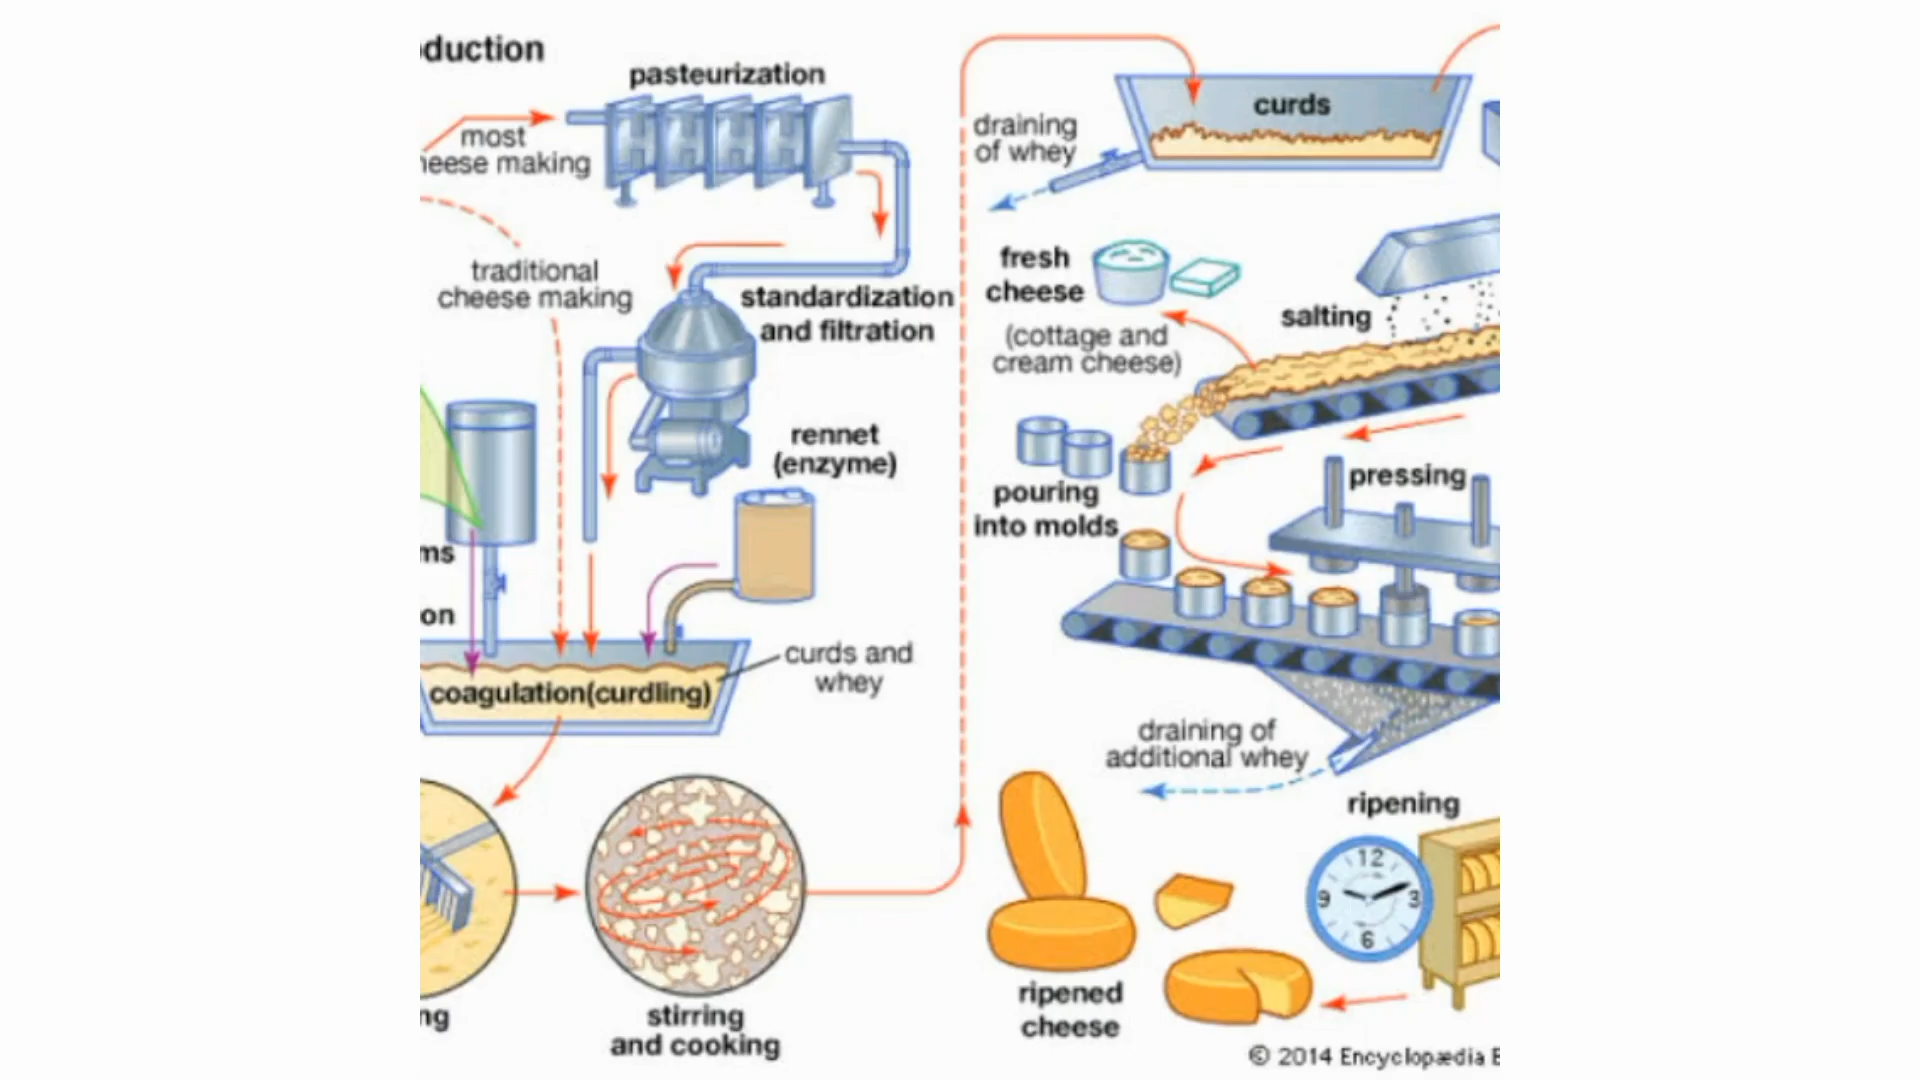 duction
pasteurization
most
heese making
traditional
cheese making
standardization
and filtration
rennet
(enzyme)
ms
on
curds and
whey
coagulation(curdling)
ng
stirring
and cooking
curds
draining
of whey
fresh
cheese
(cottage and
cream cheese)
salting
pouring
into molds
pressing
draining of
additional whey
ripening
12
9
3
6
ripened
cheese
© 2014 Encyclopædia